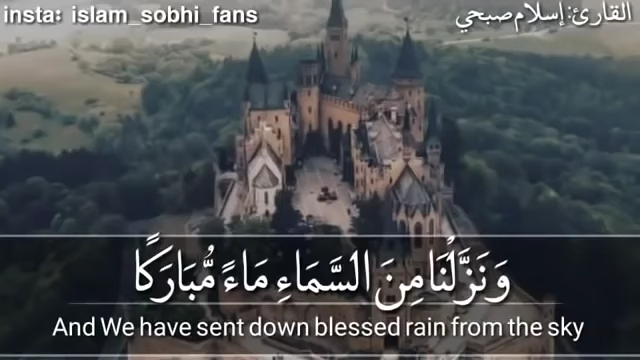 insta: islam_sobhi_fans
القارئ: إسلام صبحي
وَنَزَّلْنَا مِنَ السَّمَاءِ مَاءً مُّبَارَكًا
And We have sent down blessed rain from the sky